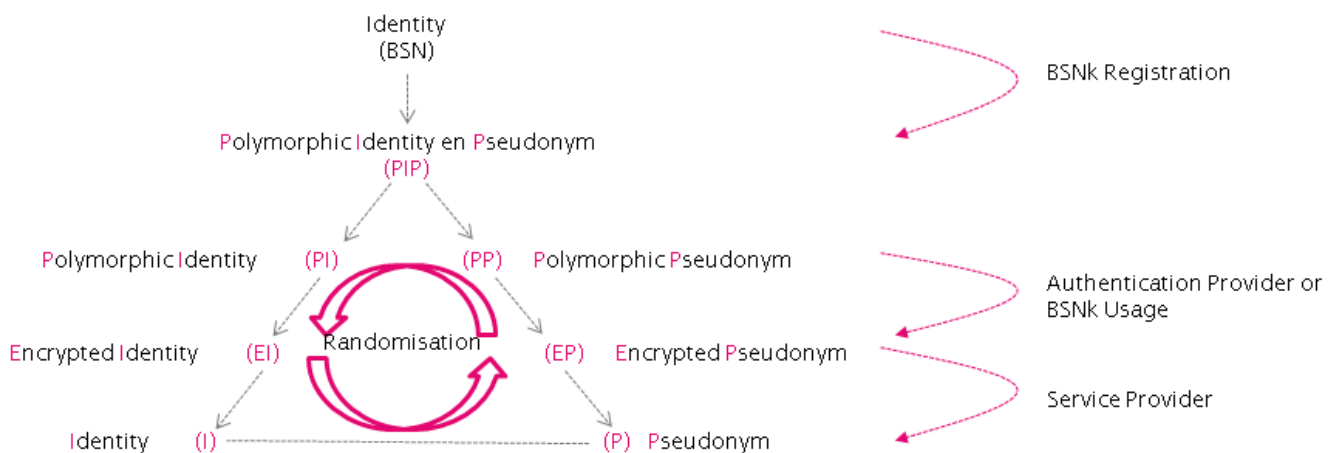 Identity
(BSN)
BSNk Registration
Polymorphic Identity en Pseudonym
(PIP)
Polymorphic Identity (PI) (PP) Polymorphic Pseudonym
Authentication Provider or
BSNk Usage
Randomisation
Encrypted Identity (EI) (EP) Encrypted Pseudonym
Service Provider
Identity (I) (P) Pseudonym